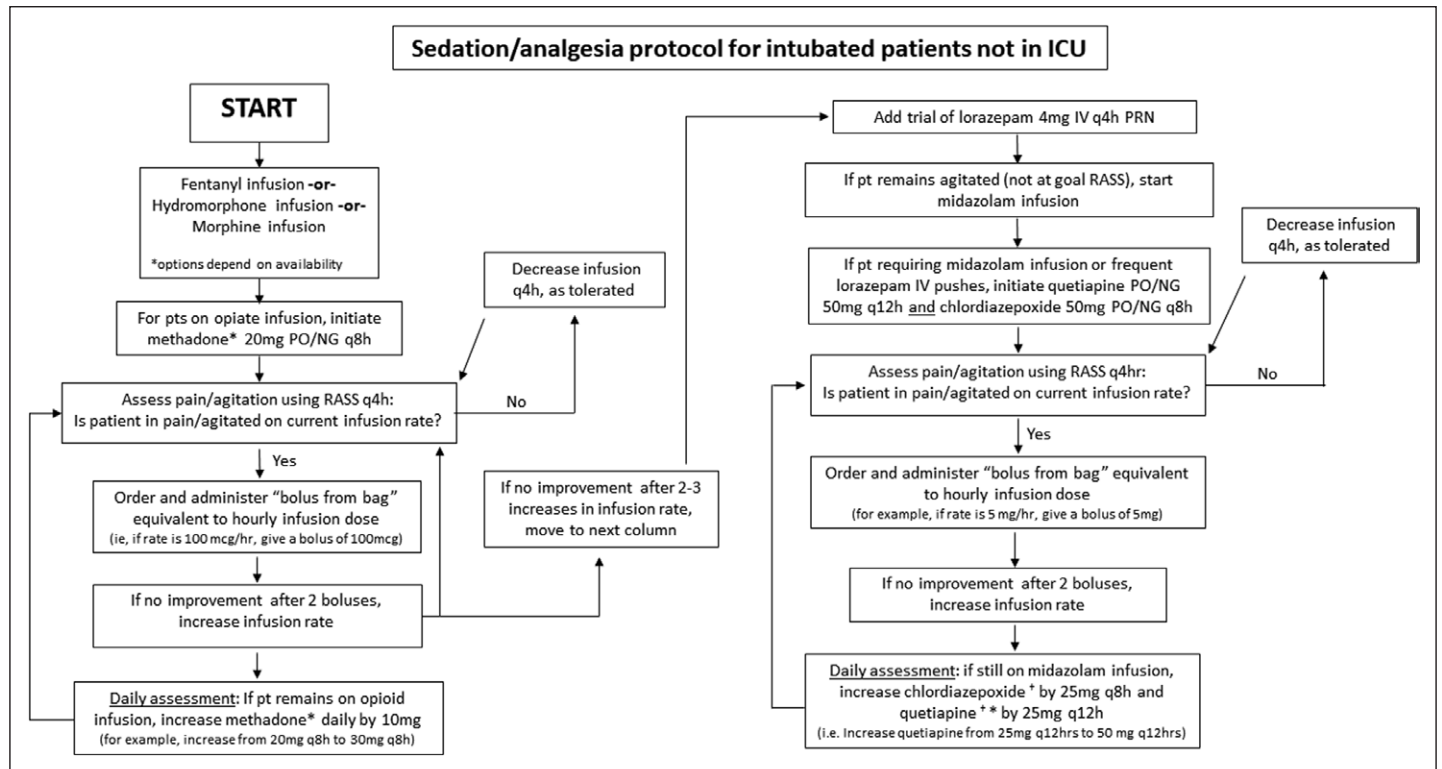 Sedation/analgesia protocol for intubated patients not in ICU
START
Fentanyl infusion -or-
Hydromorphone infusion -or-
Morphine infusion
*options depend on availability
For pts on opiate infusion, initiate
methadone* 20mg PO/NG q8h
Decrease infusion
q4h, as tolerated
Assess pain/agitation using RASS q4h:
Is patient in pain/agitated on current infusion rate?
No
Yes
Order and administer “bolus from bag”
equivalent to hourly infusion dose
(ie, if rate is 100 mcg/hr, give a bolus of 100mcg)
If no improvement after 2 boluses,
increase infusion rate
If no improvement after 2-3
increases in infusion rate,
move to next column
Daily assessment: If pt remains on opioid
infusion, increase methadone* daily by 10mg
(for example, increase from 20mg q8h to 30mg q8h)
Add trial of lorazepam 4mg IV q4h PRN
If pt remains agitated (not at goal RASS), start
midazolam infusion
If pt requiring midazolam infusion or frequent
lorazepam IV pushes, initiate quetiapine PO/NG
50mg q12h and chlordiazepoxide 50mg PO/NG q8h
Decrease infusion
q4h, as tolerated
Assess pain/agitation using RASS q4hr:
Is patient in pain/agitated on current infusion rate?
No
Yes
Order and administer “bolus from bag” equivalent
to hourly infusion dose
(for example, if rate is 5 mg/hr, give a bolus of 5mg)
If no improvement after 2 boluses,
increase infusion rate
Daily assessment: if still on midazolam infusion,
increase chlordiazepoxide † by 25mg q8h and
quetiapine † * by 25mg q12h
(i.e. Increase quetiapine from 25mg q12hrs to 50 mg q12hrs)